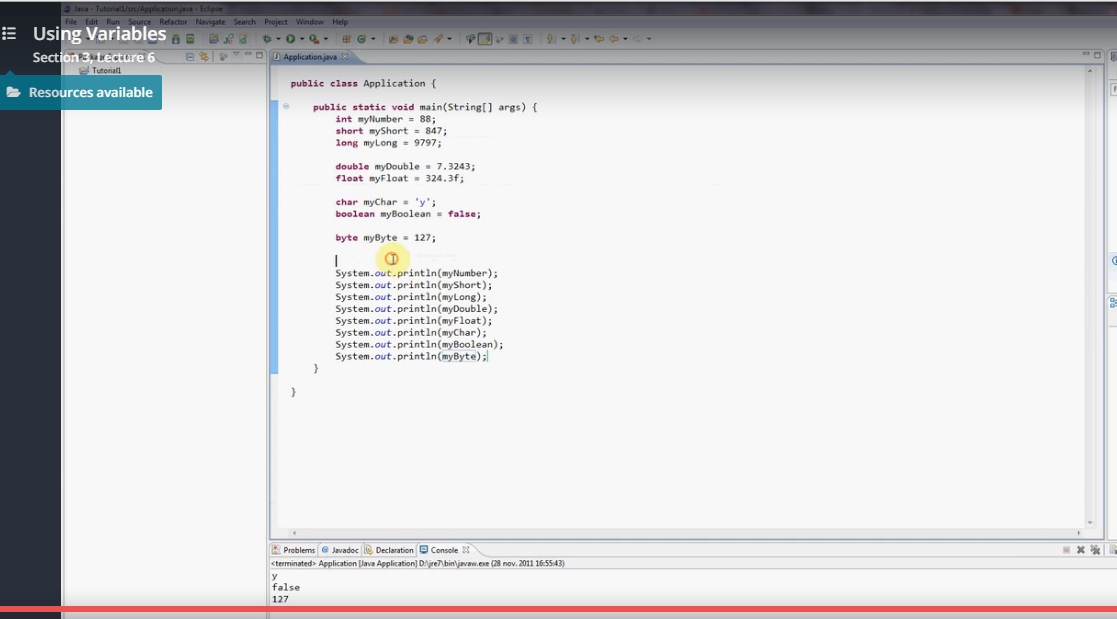 Java - Tutorial1/src/Application.java - Eclipse
File Edit Run Source Refactor Navigate Search Project Window Help
Using Variables
Section 3, Lecture 6
Resources available
Tutorial1
Application.java
public class Application {
public static void main(String[] args) {
int myNumber = 88;
short myShort = 847;
long myLong = 9797;
double myDouble = 7.3243;
float myFloat = 324.3f;
char myChar = 'y';
boolean myBoolean = false;
byte myByte = 127;
System.out.println(myNumber);
System.out.println(myShort);
System.out.println(myLong);
System.out.println(myDouble);
System.out.println(myFloat);
System.out.println(myChar);
System.out.println(myBoolean);
System.out.println(myByte);
}
}
Problems @ Javadoc Declaration Console
<terminated> Application [Java Application] D:\jre7\bin\javaw.exe (28 nov. 2011 16:55:43)
y
false
127